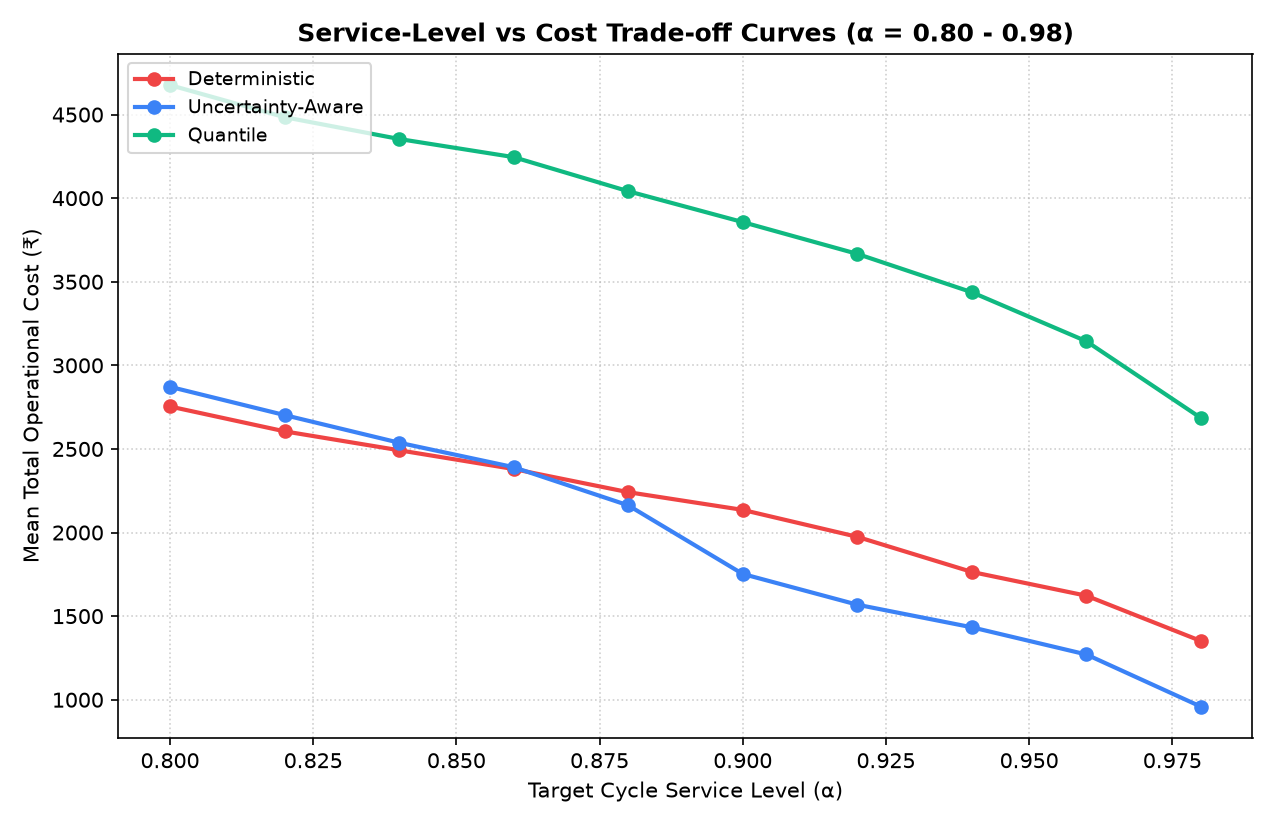 Service-Level vs Cost Trade-off Curves (α = 0.80 - 0.98)
Deterministic
Uncertainty-Aware
Quantile
Mean Total Operational Cost (₹)
4500
4000
3500
3000
2500
2000
1500
1000
0.800 0.825 0.850 0.875 0.900 0.925 0.950 0.975
Target Cycle Service Level (α)